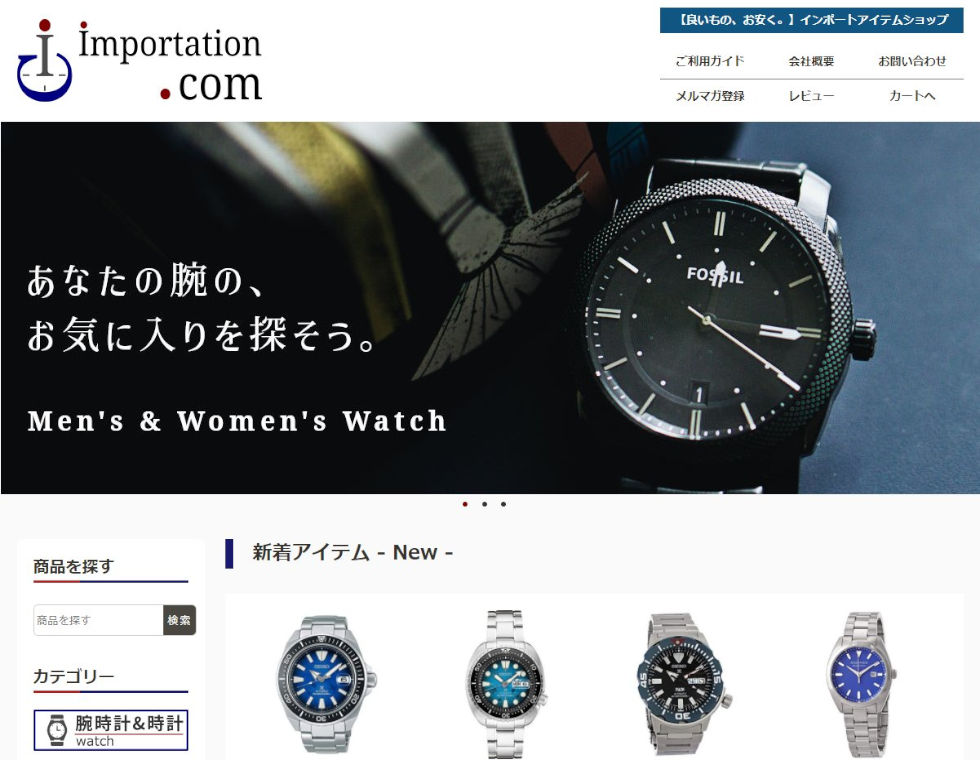 importation
.com
【良いもの、お安く。】インポートアイテムショップ
ご利用ガイド 会社概要 お問い合わせ
メルマガ登録 レビュー カートへ
FOSSIL
あなたの腕の、
お気に入りを探そう。
1
Men's & Women's Watch
商品を探す
新着アイテム - New -
商品を探す 検索
カテゴリー
腕時計&時計
watch
SEIKO